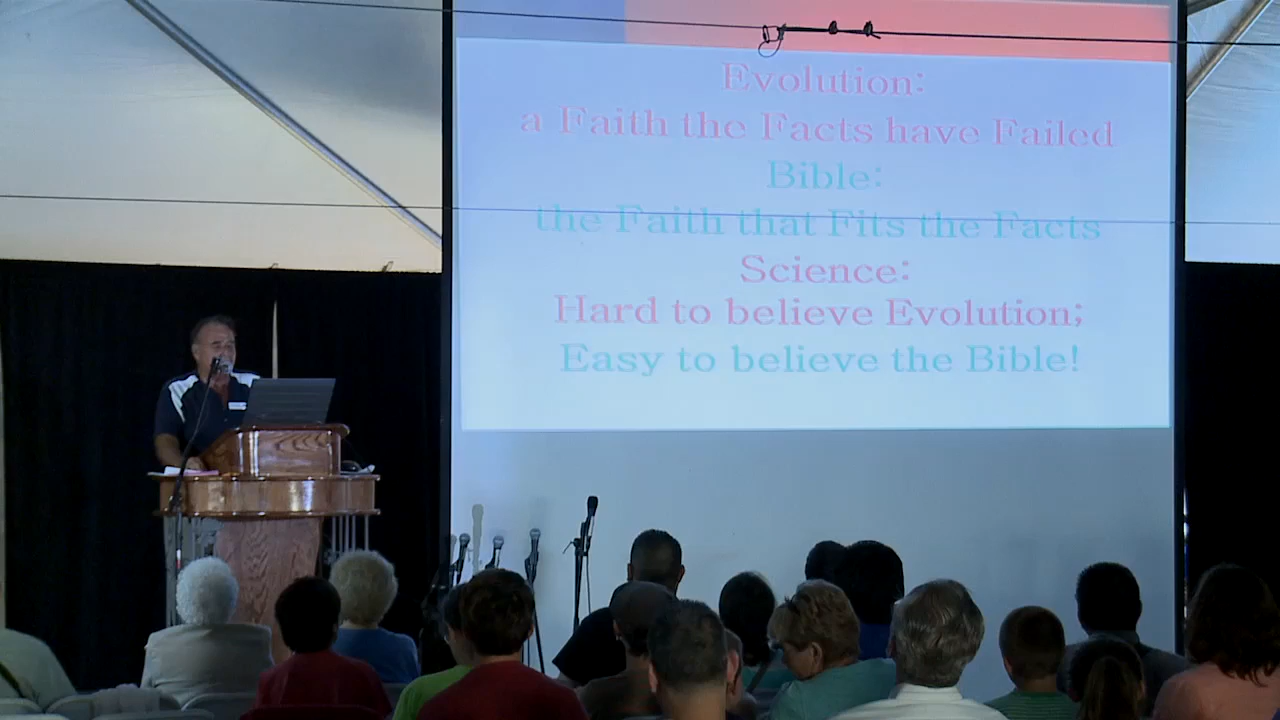 Evolution:
a Faith the Facts have Failed
Bible:
the Faith that Fits the Facts
Science:
Hard to believe Evolution;
Easy to believe the Bible!